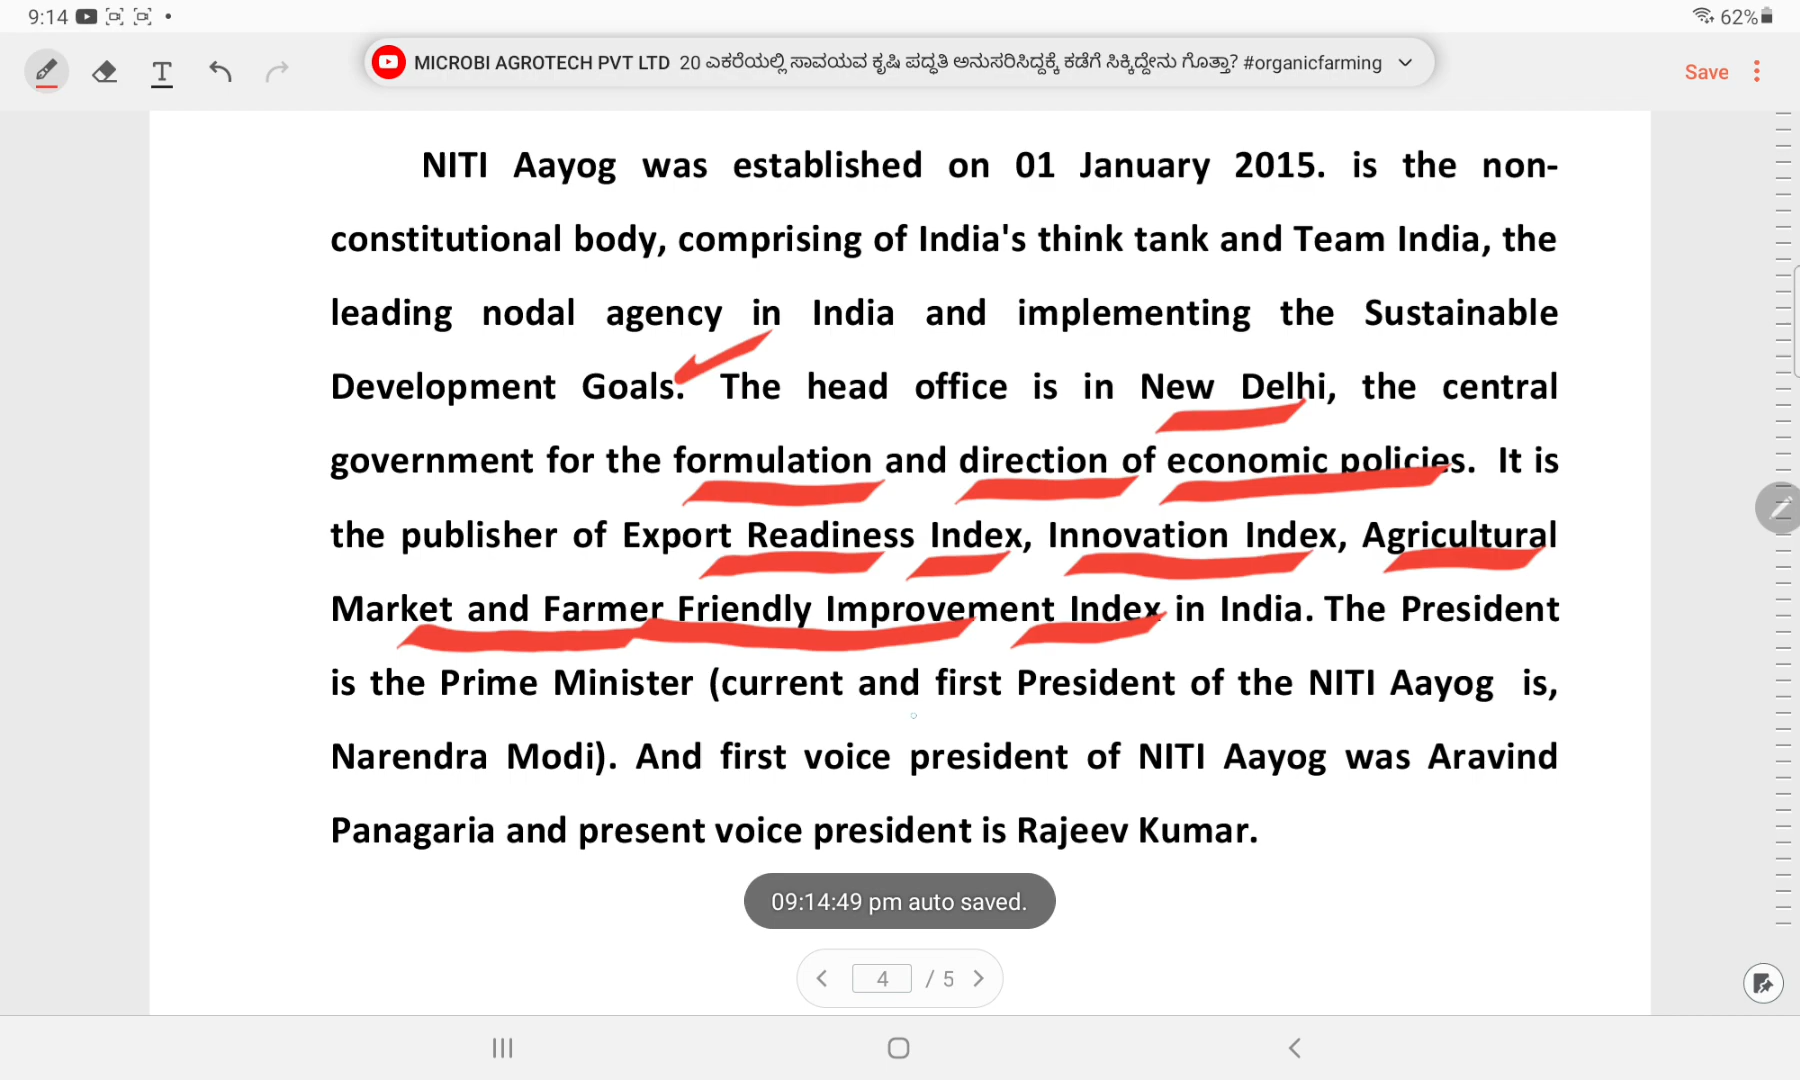 9:14
62%
T
MICROBI AGROTECH PVT LTD 20 ಎಕರೆಯಲ್ಲಿ ಸಾವಯವ ಕೃಷಿ ಪದ್ಧತಿ ಅನುಸರಿಸಿದ್ದಕ್ಕೆ ಕಡೆಗೆ ಸಿಕ್ಕಿದ್ದೇನು ಗೊತ್ತಾ? #organicfarming
Save
NITI Aayog was established on 01 January 2015. is the non-
constitutional body, comprising of India's think tank and Team India, the
leading nodal agency in India and implementing the Sustainable
Development Goals. The head office is in New Delhi, the central
government for the formulation and direction of economic policies. It is
the publisher of Export Readiness Index, Innovation Index, Agricultural
Market and Farmer Friendly Improvement Index in India. The President
is the Prime Minister (current and first President of the NITI Aayog is,
Narendra Modi). And first voice president of NITI Aayog was Aravind
Panagaria and present voice president is Rajeev Kumar.
09:14:49 pm auto saved.
4 / 5